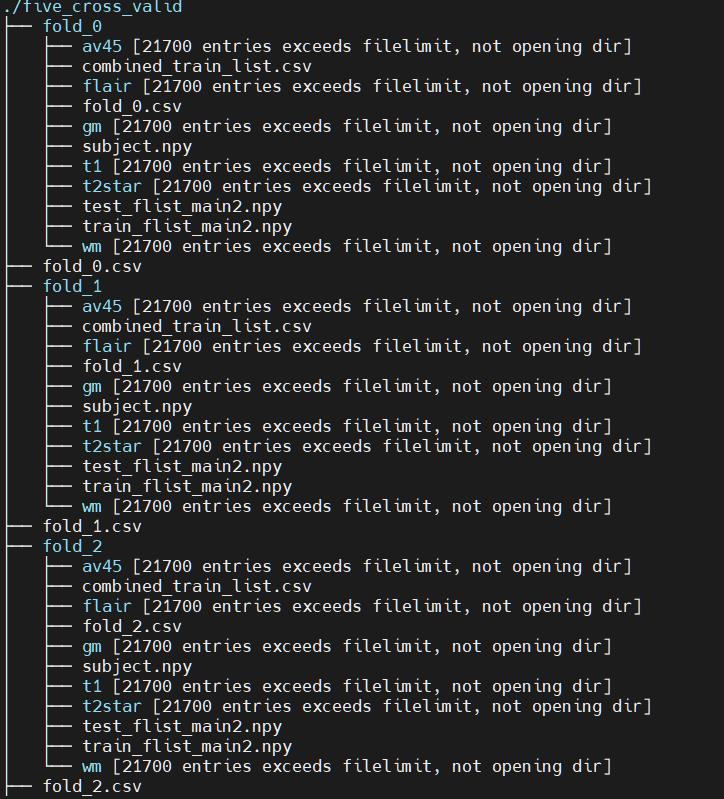 ./five_cross_valid
├── fold_0
│   ├── av45 [21700 entries exceeds filelimit, not opening dir]
│   ├── combined_train_list.csv
│   ├── flair [21700 entries exceeds filelimit, not opening dir]
│   ├── fold_0.csv
│   ├── gm [21700 entries exceeds filelimit, not opening dir]
│   ├── subject.npy
│   ├── t1 [21700 entries exceeds filelimit, not opening dir]
│   ├── t2star [21700 entries exceeds filelimit, not opening dir]
│   ├── test_flist_main2.npy
│   ├── train_flist_main2.npy
│   └── wm [21700 entries exceeds filelimit, not opening dir]
├── fold_0.csv
├── fold_1
│   ├── av45 [21700 entries exceeds filelimit, not opening dir]
│   ├── combined_train_list.csv
│   ├── flair [21700 entries exceeds filelimit, not opening dir]
│   ├── fold_1.csv
│   ├── gm [21700 entries exceeds filelimit, not opening dir]
│   ├── subject.npy
│   ├── t1 [21700 entries exceeds filelimit, not opening dir]
│   ├── t2star [21700 entries exceeds filelimit, not opening dir]
│   ├── test_flist_main2.npy
│   ├── train_flist_main2.npy
│   └── wm [21700 entries exceeds filelimit, not opening dir]
├── fold_1.csv
├── fold_2
│   ├── av45 [21700 entries exceeds filelimit, not opening dir]
│   ├── combined_train_list.csv
│   ├── flair [21700 entries exceeds filelimit, not opening dir]
│   ├── fold_2.csv
│   ├── gm [21700 entries exceeds filelimit, not opening dir]
│   ├── subject.npy
│   ├── t1 [21700 entries exceeds filelimit, not opening dir]
│   ├── t2star [21700 entries exceeds filelimit, not opening dir]
│   ├── test_flist_main2.npy
│   ├── train_flist_main2.npy
│   └── wm [21700 entries exceeds filelimit, not opening dir]
├── fold_2.csv